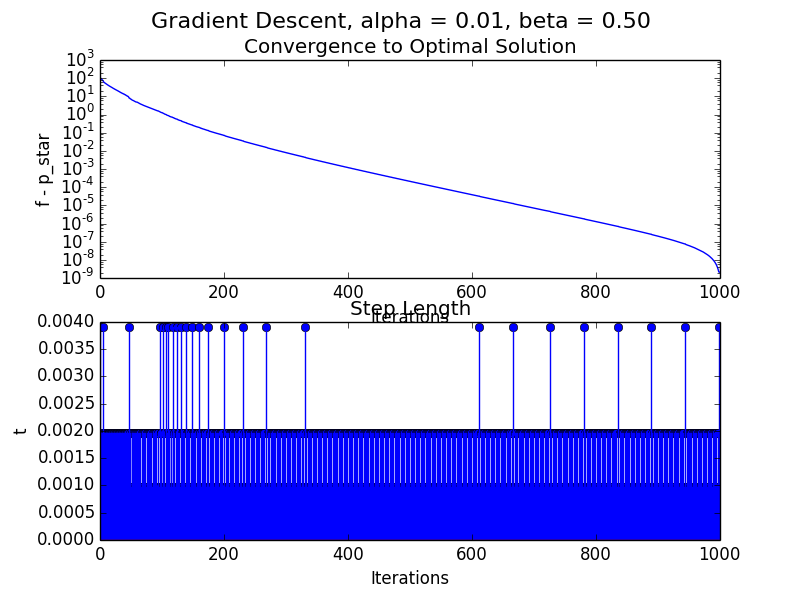 Gradient Descent, alpha = 0.01, beta = 0.50
Convergence to Optimal Solution
10^3
10^2
10^1
10^0
10^-1
10^-2
10^-3
10^-4
10^-5
10^-6
10^-7
10^-8
10^-9
f - p_star
0 200 400 600 800 1000
Iterations
Step Length
0.0040
0.0035
0.0030
0.0025
0.0020
0.0015
0.0010
0.0005
0.0000
t
0 200 400 600 800 1000
Iterations